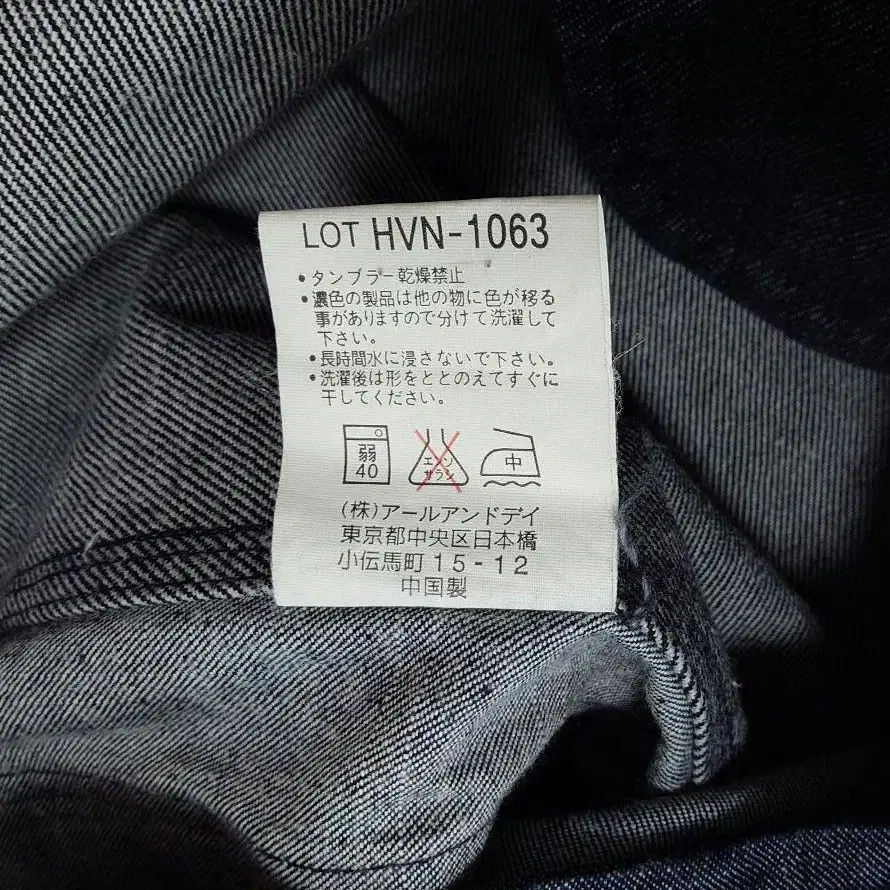 LOT HVN-1063
・タンブラー乾燥禁止
・濃色の製品は他の物に色が移る
事がありますので分けて洗濯して
下さい。
・長時間水に浸さないで下さい。
・洗濯後は形をととのえてすぐに
干してください。
弱
40
エンソ
サラシ
中
(株)アールアンドデイ
東京都中央区日本橋
小伝馬町15-12
中国製